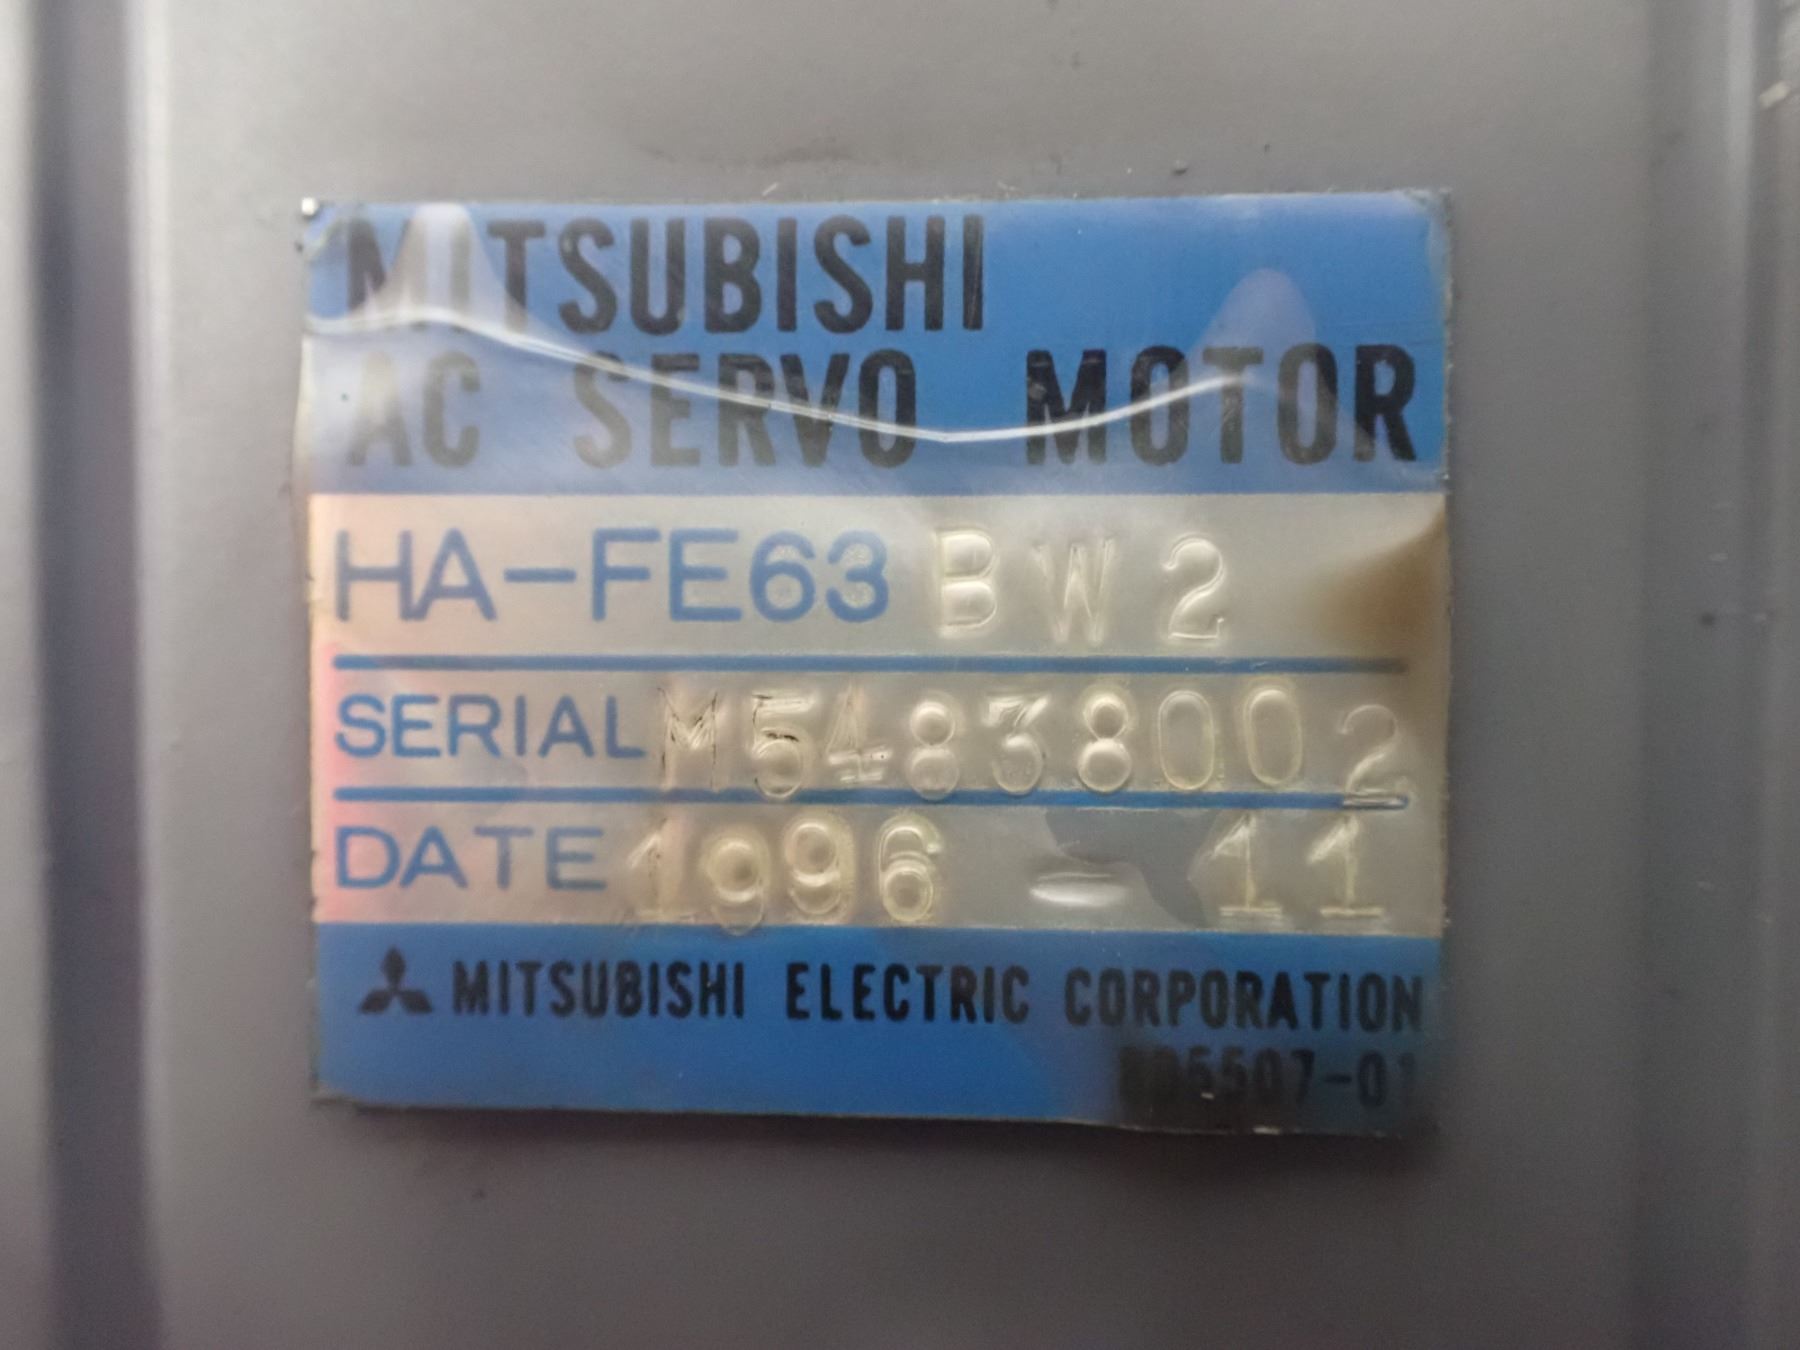 MITSUBISHI
AC SERVO MOTOR
HA-FE63 BW2
SERIAL M54838002
DATE 1996-11
MITSUBISHI ELECTRIC CORPORATION